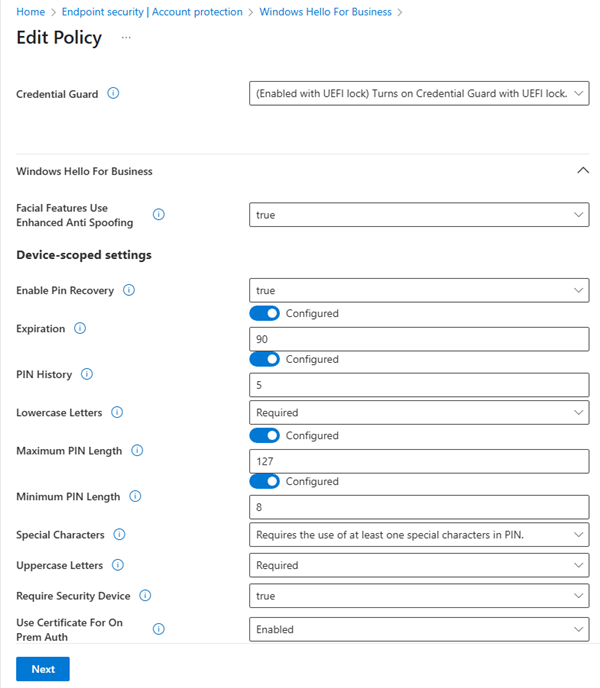 Home > Endpoint security | Account protection > Windows Hello For Business >
Edit Policy ...
Credential Guard
(Enabled with UEFI lock) Turns on Credential Guard with UEFI lock.
Windows Hello For Business
Facial Features Use
Enhanced Anti Spoofing
true
Device-scoped settings
Enable Pin Recovery
true
Configured
Expiration
90
Configured
PIN History
5
Lowercase Letters
Required
Configured
Maximum PIN Length
127
Configured
Minimum PIN Length
8
Special Characters
Requires the use of at least one special characters in PIN.
Uppercase Letters
Required
Require Security Device
true
Use Certificate For On
Prem Auth
Enabled
Next